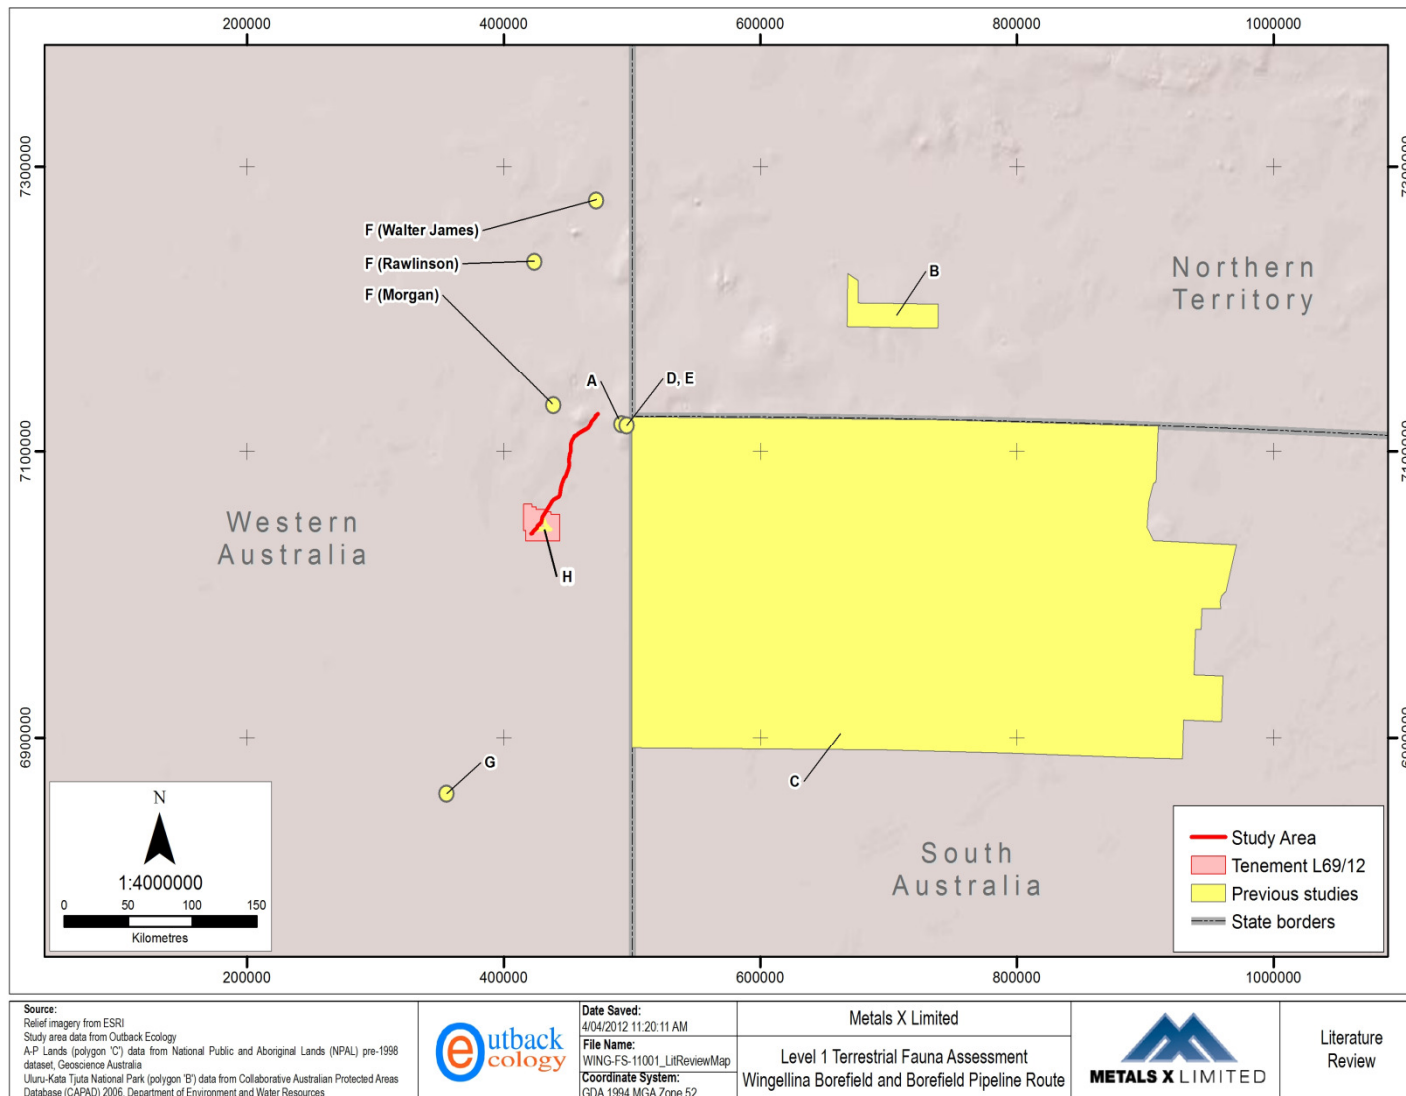 200000
400000
600000
800000
1000000
7300000
7300000
F (Walter James)
F (Rawlinson)
F (Morgan)
B
Northern
Territory
A
D, E
7100000
7100000
Western
Australia
H
6900000
6900000
G
C
South
Australia
N
1:4000000
0 50 100 150
Kilometres
Study Area
Tenement L69/12
Previous studies
State borders
200000
400000
600000
800000
1000000
Source:
Relief imagery from ESRI
Study area data from Outback Ecology
A-P Lands (polygon 'C') data from National Public and Aboriginal Lands (NPAL) pre-1998
dataset, Geoscience Australia
Uluru-Kata Tjuta National Park (polygon 'B') data from Collaborative Australian Protected Areas
Database (CAPAD) 2006, Department of Environment and Water Resources
utback
ecology
Date Saved:
4/04/2012 11:20:11 AM
File Name:
WING-FS-11001_LitReviewMap
Coordinate System:
GDA 1994 MGA Zone 52
Metals X Limited
Level 1 Terrestrial Fauna Assessment
Wingellina Borefield and Borefield Pipeline Route
METALS X LIMITED
Literature
Review